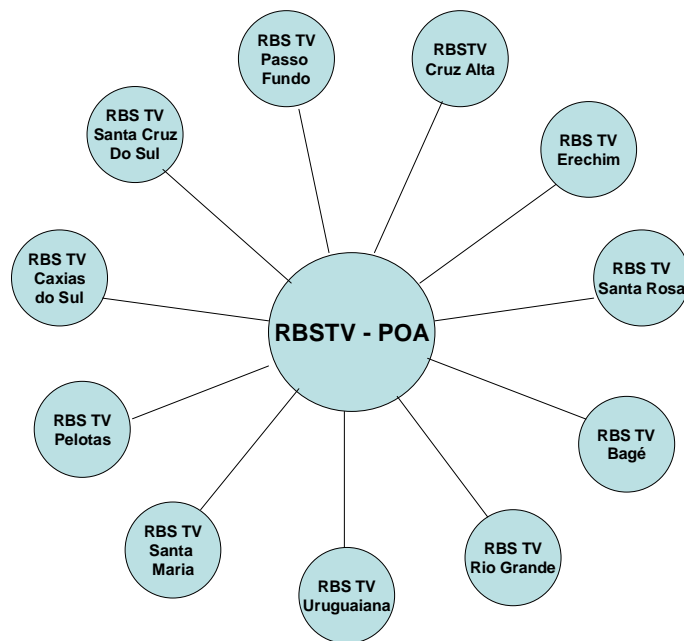 RBS TV
Passo
Fundo
RBSTV
Cruz Alta
RBS TV
Santa Cruz
Do Sul
RBS TV
Erechim
RBS TV
Caxias
do Sul
RBS TV
Santa Rosa
RBSTV - POA
RBS TV
Pelotas
RBS TV
Bagé
RBS TV
Santa
Maria
RBS TV
Rio Grande
RBS TV
Uruguaiana